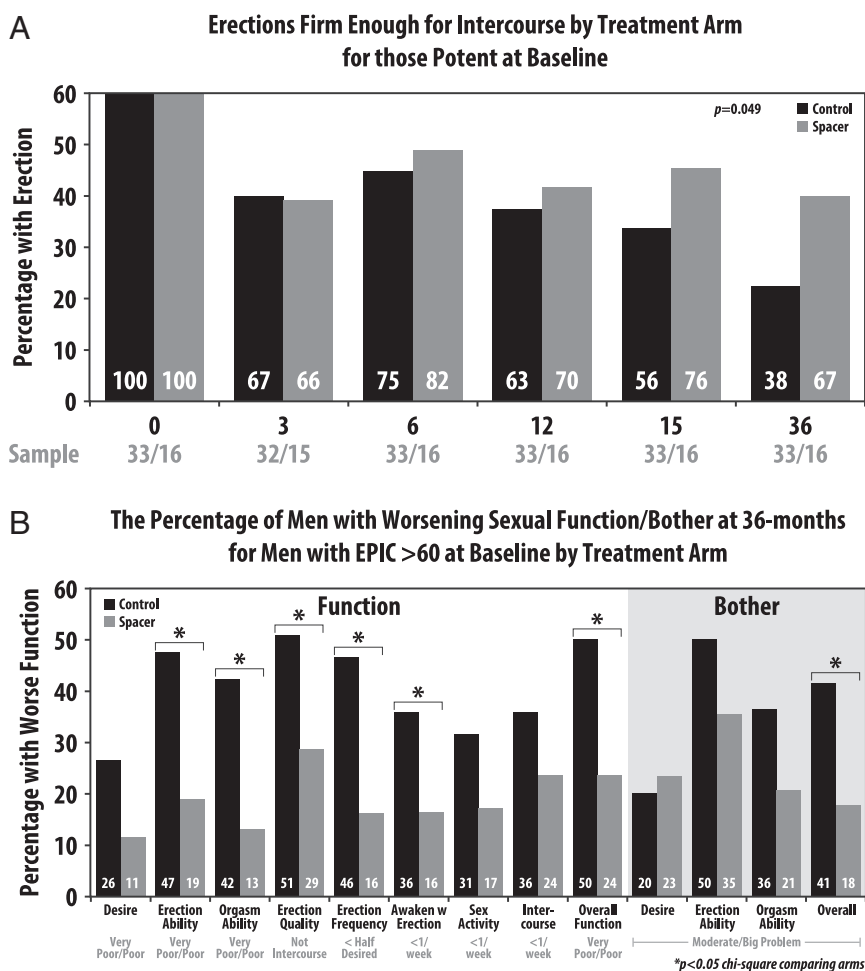 A
Erections Firm Enough for Intercourse by Treatment Arm
for those Potent at Baseline
Percentage with Erection
60
50
40
30
20
10
0
p=0.049
Control
Spacer
100 100 67 66 75 82 63 70 56 76 38 67
0 3 6 12 15 36
Sample 33/16 32/15 33/16 33/16 33/16 33/16
B
The Percentage of Men with Worsening Sexual Function/Bother at 36-months
for Men with EPIC >60 at Baseline by Treatment Arm
Percentage with Worse Function
60
50
40
30
20
10
0
Control
Spacer
Function
Bother
* * * * * * *
26 11 47 19 42 13 51 29 46 16 36 16 31 17 36 24 50 24 20 23 50 35 36 21 41 18
Desire
Very
Poor/Poor
Erection
Ability
Very
Poor/Poor
Orgasm
Ability
Very
Poor/Poor
Erection
Quality
Not
Intercourse
Erection
Frequency
< Half
Desired
Awaken w
Erection
<1/
week
Sex
Activity
<1/
week
Inter-
course
<1/
week
Overall
Function
Very
Poor/Poor
Desire
Erection
Ability
Orgasm
Ability
Overall
Moderate/Big Problem
*p<0.05 chi-square comparing arms